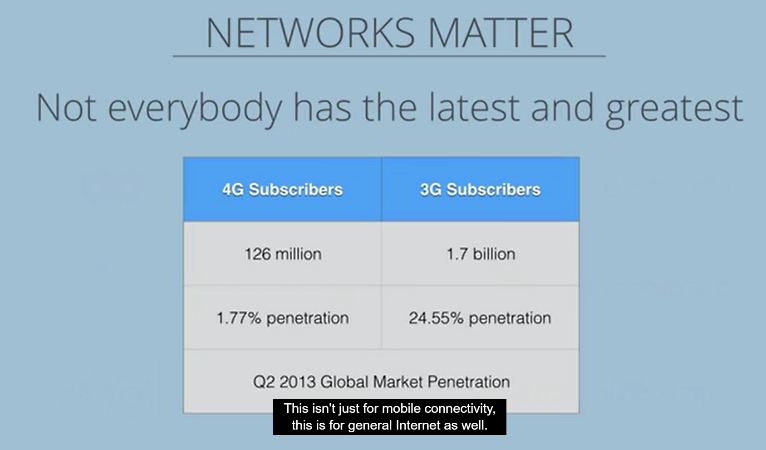 NETWORKS MATTER
Not everybody has the latest and greatest
4G Subscribers 3G Subscribers
126 million 1.7 billion
1.77% penetration 24.55% penetration
Q2 2013 Global Market Penetration
This isn't just for mobile connectivity,
this is for general Internet as well.